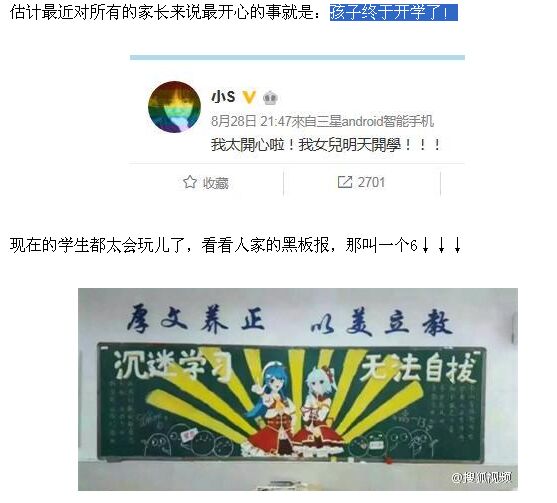 估计最近对所有的家长来说最开心的事就是：孩子终于开学了！
小S
8月28日 21:47来自三星android智能手机
我太開心啦！我女兒明天開學！！！
收藏
2701
现在的学生都太会玩儿了，看看人家的黑板报，那叫一个6↓↓↓
厚文养正 以美立教
沉迷学习 无法自拔
@搜狐视频